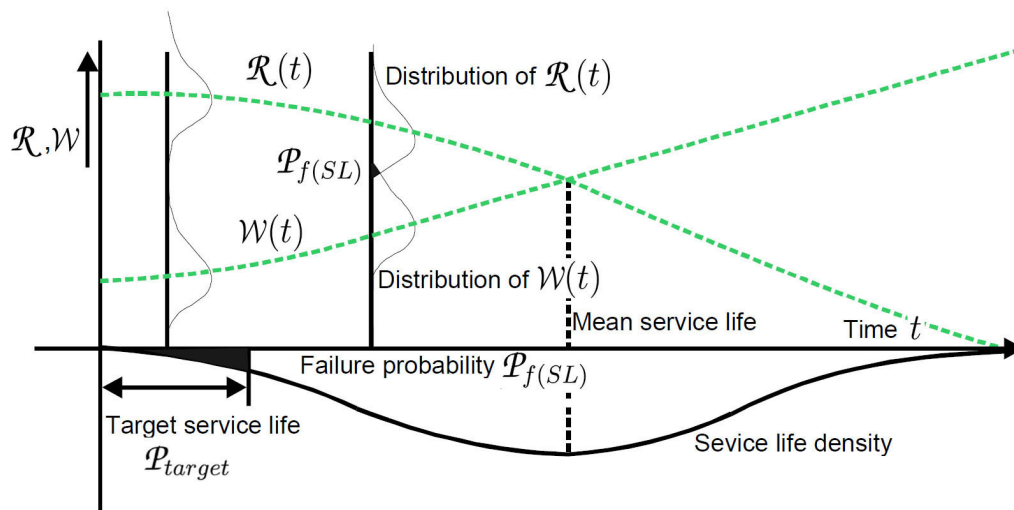 ℛ(t)
Distribution of ℛ(t)
ℛ,𝒲
𝒫f(SL)
𝒲(t)
Distribution of 𝒲(t)
Mean service life
Time t
Failure probability 𝒫f(SL)
Target service life
𝒫target
Sevice life density